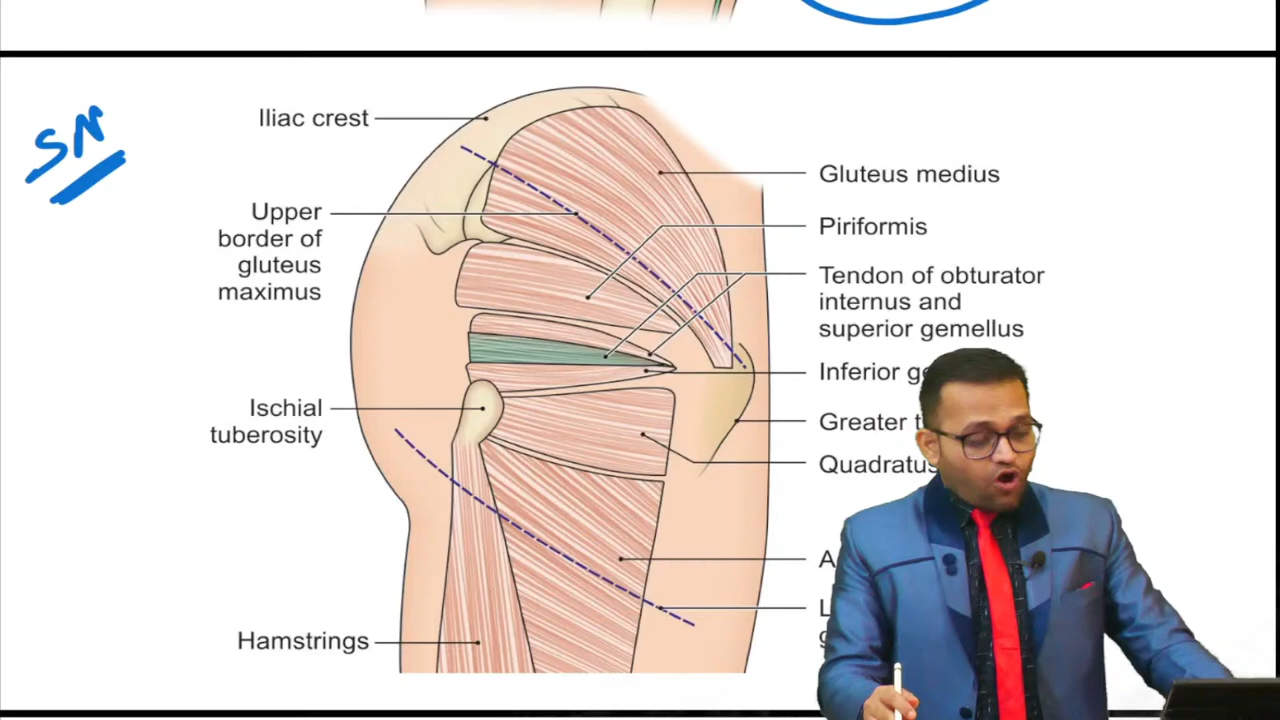 SN
Iliac crest
Upper
border of
gluteus
maximus
Ischial
tuberosity
Hamstrings
Gluteus medius
Piriformis
Tendon of obturator
internus and
superior gemellus
Inferior
Greater
Quadratus